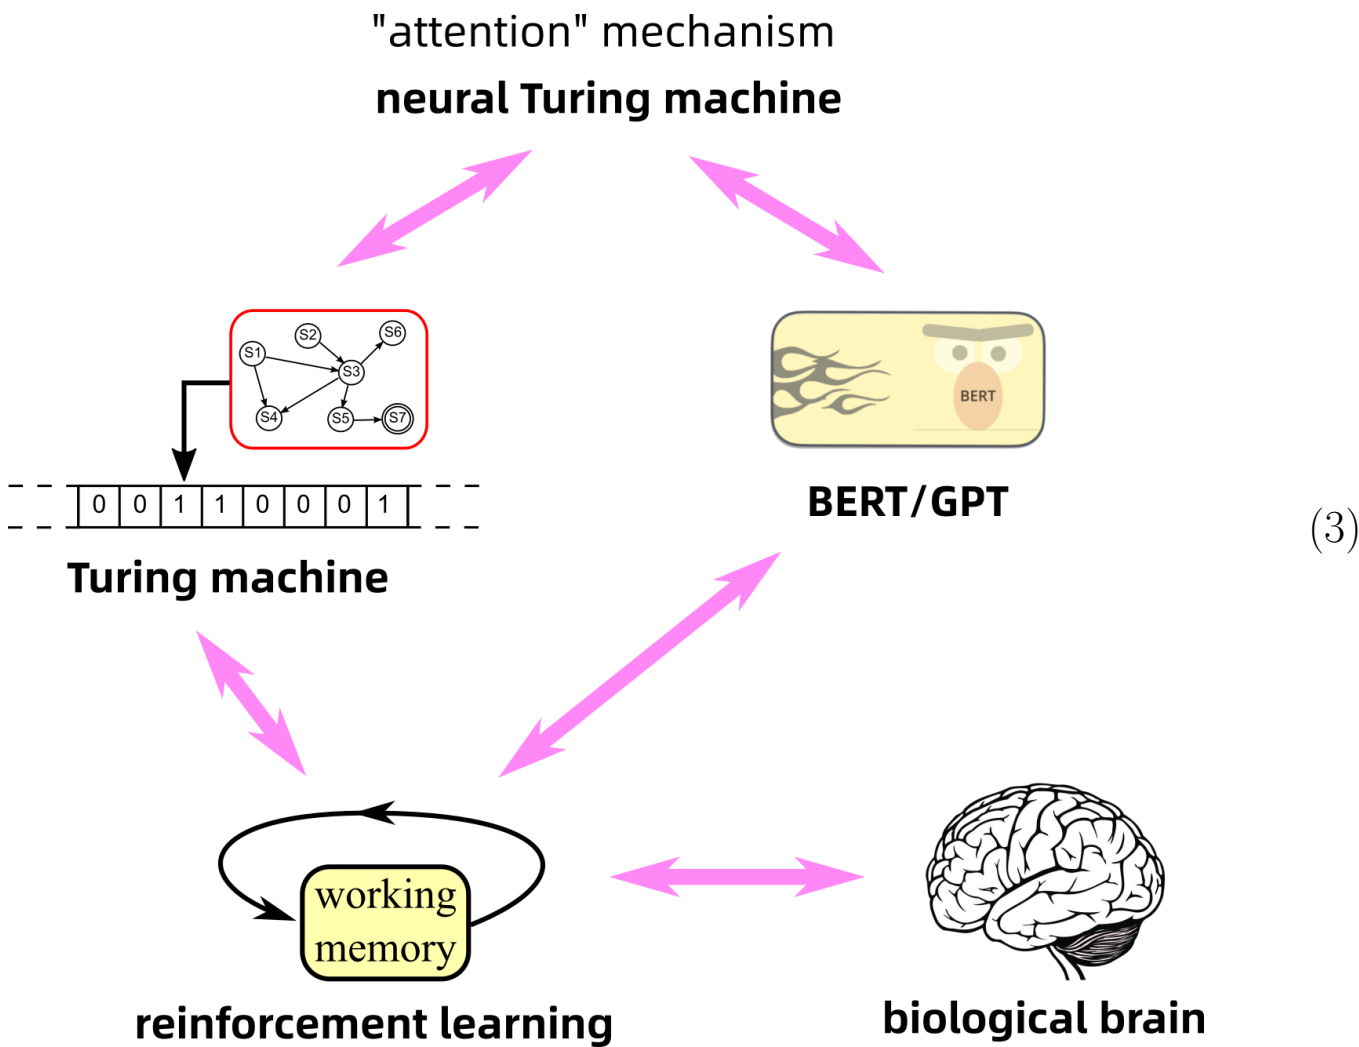 "attention" mechanism
neural Turing machine
S1
S2
S6
S3
S4
S5
S7
BERT
0 0 1 1 0 0 0 1
BERT/GPT
(3)
Turing machine
working
memory
reinforcement learning
biological brain